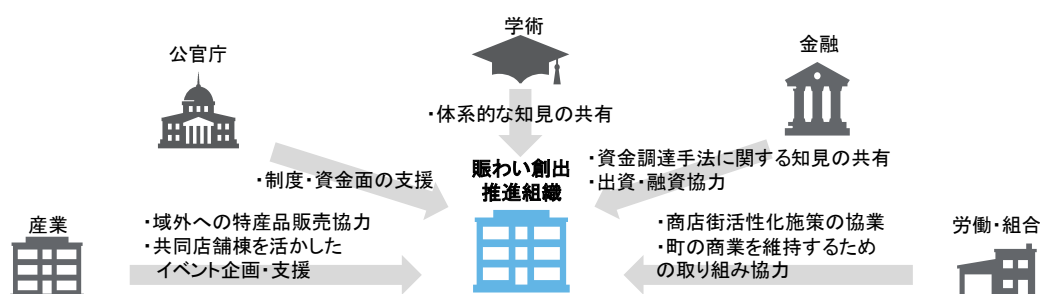 学術
公官庁
金融
・体系的な知見の共有
・制度・資金面の支援
賑わい創出
推進組織
・資金調達手法に関する知見の共有
・出資・融資協力
産業
・域外への特産品販売協力
・共同店舗棟を活かした
イベント企画・支援
・商店街活性化施策の協業
・町の商業を維持するため
の取り組み協力
労働・組合